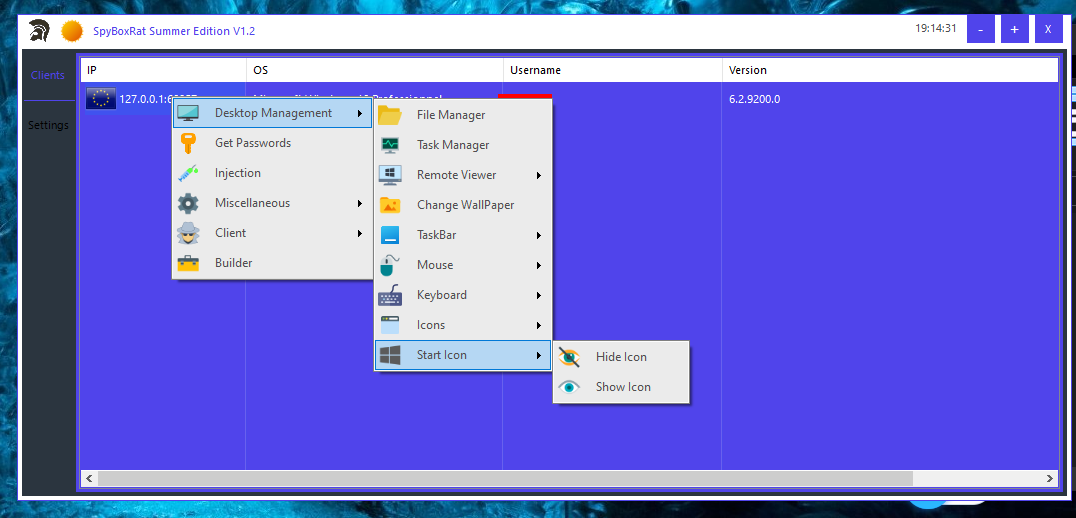 SpyBoxRat Summer Edition V1.2
19:14:31
-
+
X
Clients
Settings
IP
OS
Username
Version
127.0.0.1:
6.2.9200.0
Desktop Management
Get Passwords
Injection
Miscellaneous
Client
Builder
File Manager
Task Manager
Remote Viewer
Change WallPaper
TaskBar
Mouse
Keyboard
Icons
Start Icon
Hide Icon
Show Icon